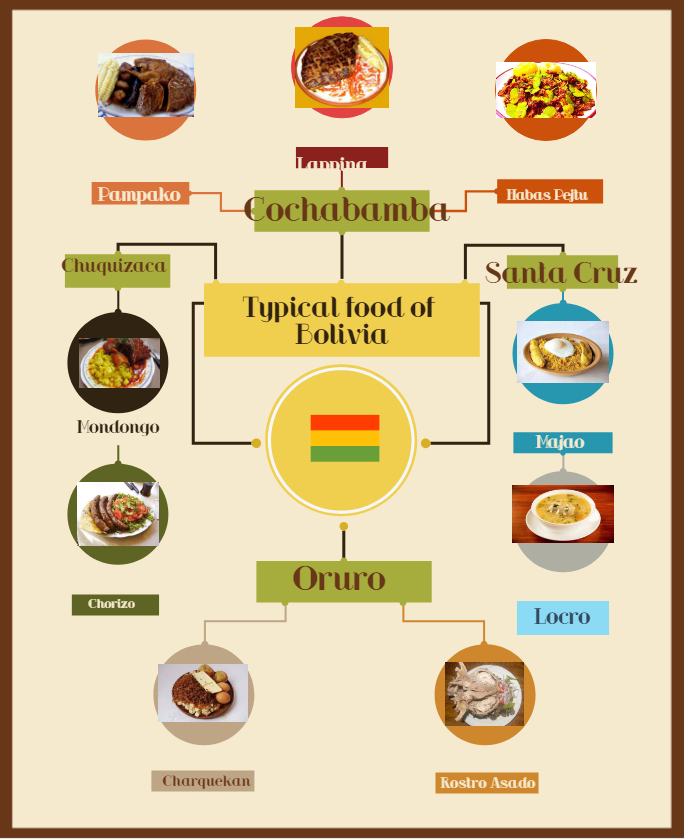 Lapping
Pampako
Habas Pejtu
Cochabamba
Chuquizaca
Santa Cruz
Typical food of
Bolivia
Mondongo
Majao
Oruro
Chorizo
Locro
Charquekan
Rostro Asado